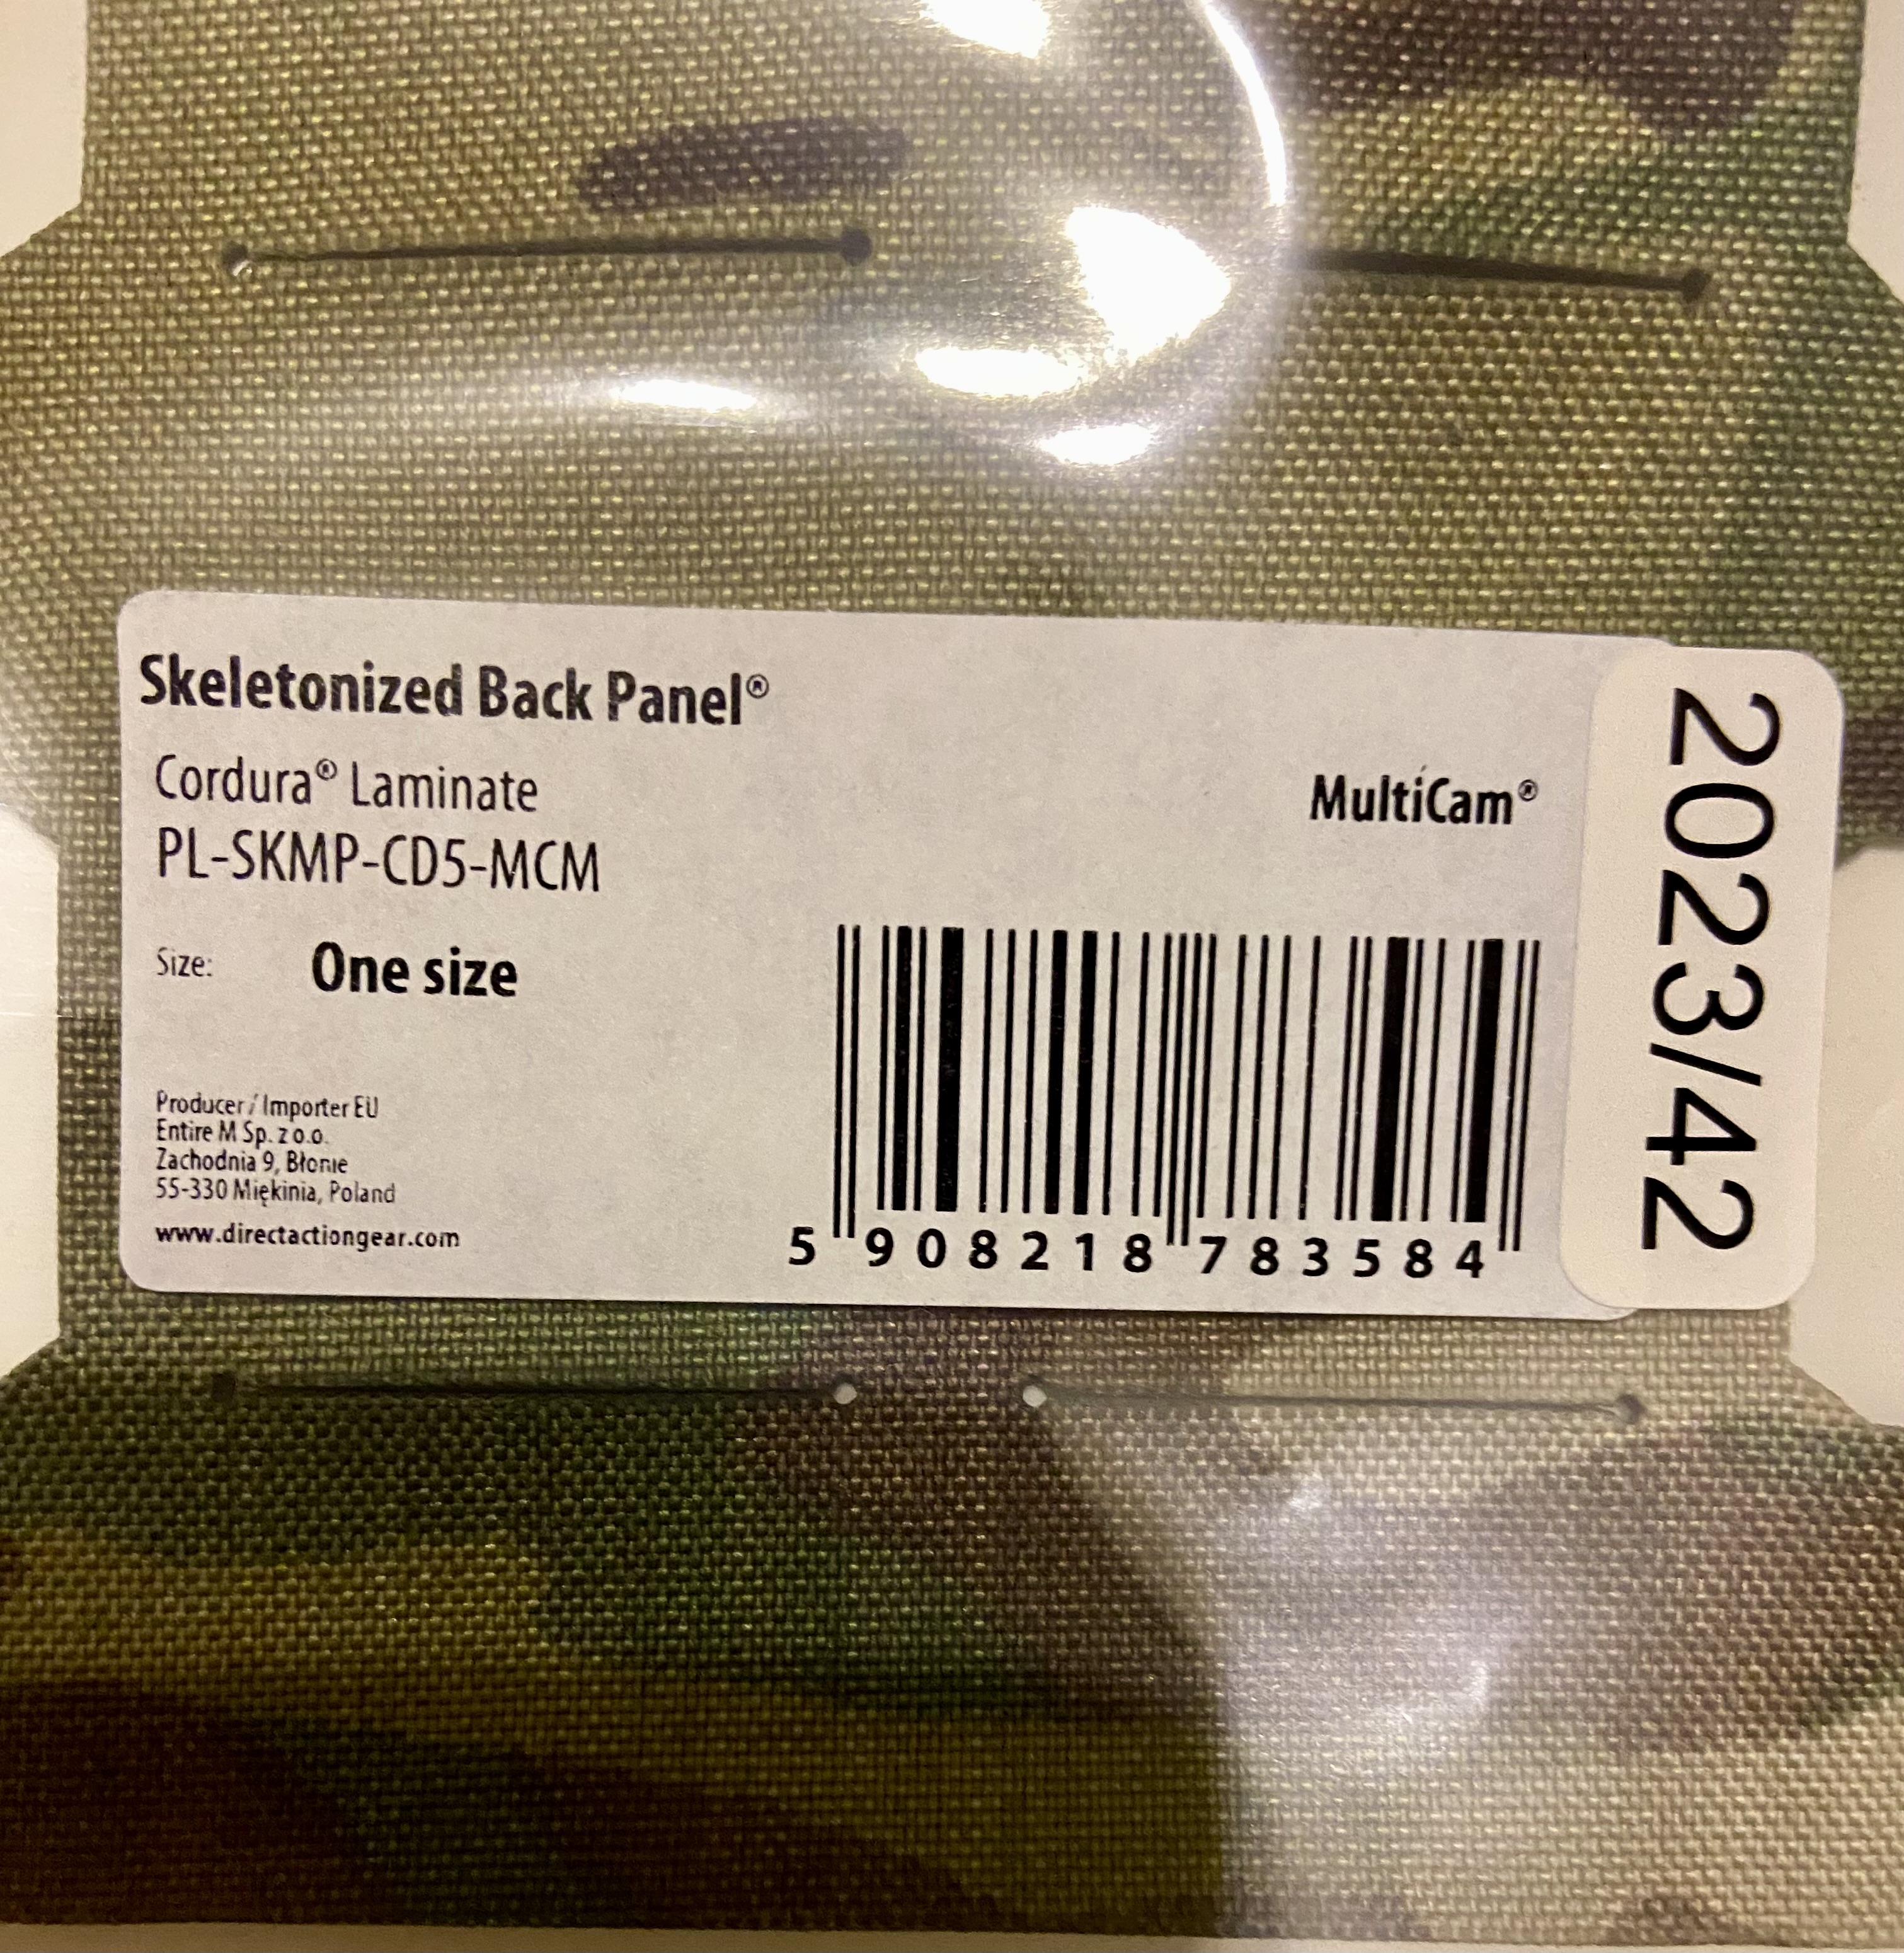 Skeletonized Back Panel®
Cordura® Laminate
MultiCam®
PL-SKMP-CD5-MCM
Size: One size
Producer / Importer EU
Entire M Sp. z o.o.
Zachodnia 9, Błonie
55-330 Miękinia, Poland
www.directactiongear.com
5 908218 783584
2023/42